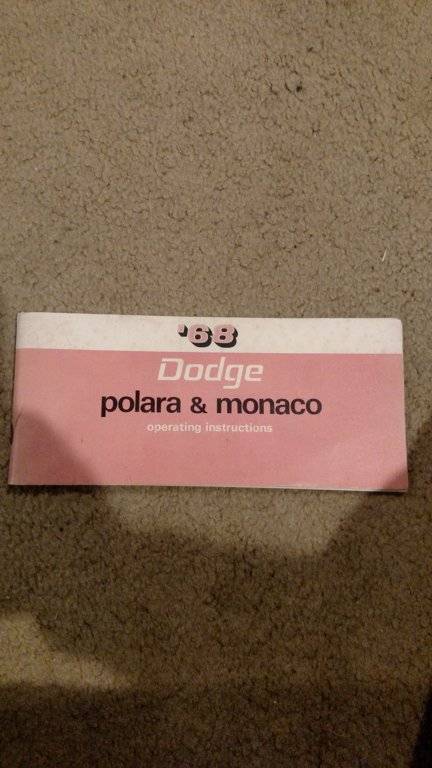 '68
Dodge
polara & monaco
operating instructions